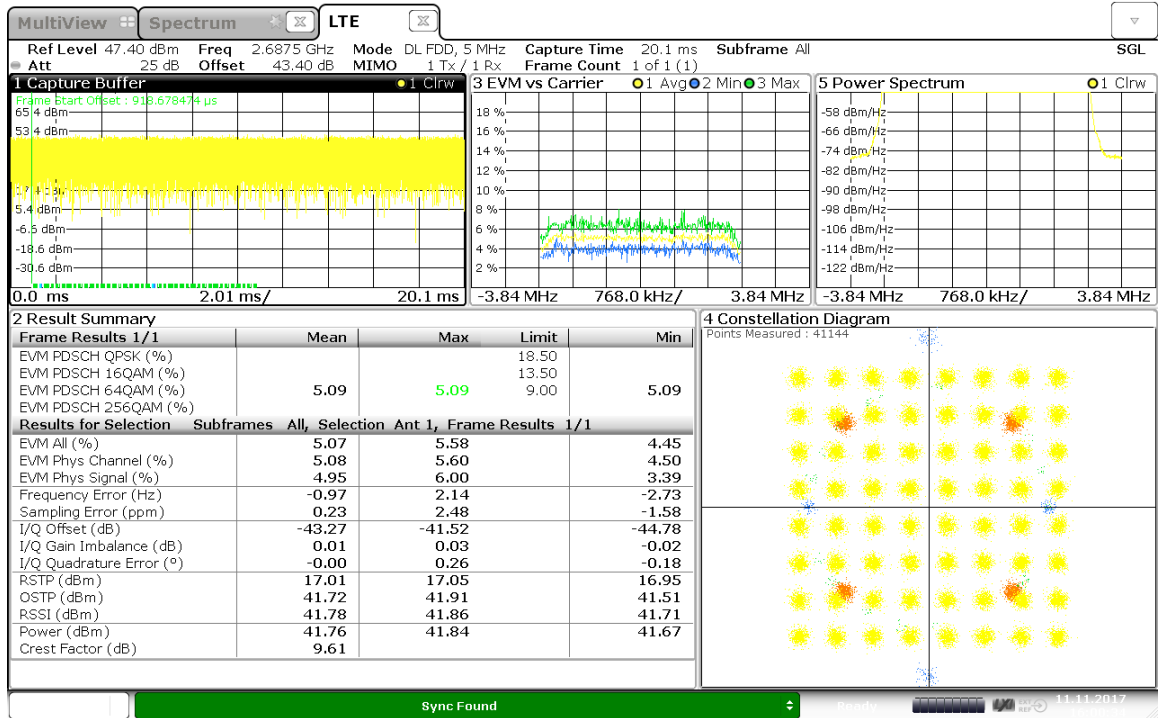 MultiView Spectrum LTE
Ref Level 47.40 dBm Freq 2.6875 GHz Mode DL FDD, 5 MHz Capture Time 20.1 ms Subframe All SGL
Att 25 dB Offset 43.40 dB MIMO 1 Tx / 1 Rx Frame Count 1 of 1 (1)
1 Capture Buffer 1 Clrw
Frame Start Offset : 918.678474 µs
65.4 dBm
53.4 dBm
5.4 dBm
-6.6 dBm
-18.6 dBm
-30.6 dBm
0.0 ms 2.01 ms/ 20.1 ms
3 EVM vs Carrier 1 Avg 2 Min 3 Max
18 %
16 %
14 %
12 %
10 %
8 %
6 %
4 %
2 %
-3.84 MHz 768.0 kHz/ 3.84 MHz
5 Power Spectrum 1 Clrw
-58 dBm/Hz
-66 dBm/Hz
-74 dBm/Hz
-82 dBm/Hz
-90 dBm/Hz
-98 dBm/Hz
-106 dBm/Hz
-114 dBm/Hz
-122 dBm/Hz
-3.84 MHz 768.0 kHz/ 3.84 MHz
2 Result Summary
Frame Results 1/1 Mean Max Limit Min
EVM PDSCH QPSK (%) 18.50
EVM PDSCH 16QAM (%) 13.50
EVM PDSCH 64QAM (%) 5.09 5.09 9.00 5.09
EVM PDSCH 256QAM (%)
Results for Selection Subframes All, Selection Ant 1, Frame Results 1/1
EVM All (%) 5.07 5.58 4.45
EVM Phys Channel (%) 5.08 5.60 4.50
EVM Phys Signal (%) 4.95 6.00 3.39
Frequency Error (Hz) -0.97 2.14 -2.73
Sampling Error (ppm) 0.23 2.48 -1.58
I/Q Offset (dB) -43.27 -41.52 -44.78
I/Q Gain Imbalance (dB) 0.01 0.03 -0.02
I/Q Quadrature Error (°) -0.00 0.26 -0.18
RSTP (dBm) 17.01 17.05 16.95
OSTP (dBm) 41.72 41.91 41.51
RSSI (dBm) 41.78 41.86 41.71
Power (dBm) 41.76 41.84 41.67
Crest Factor (dB) 9.61
4 Constellation Diagram
Points Measured : 41144
Sync Found
Ready
LXI
11.11.2017